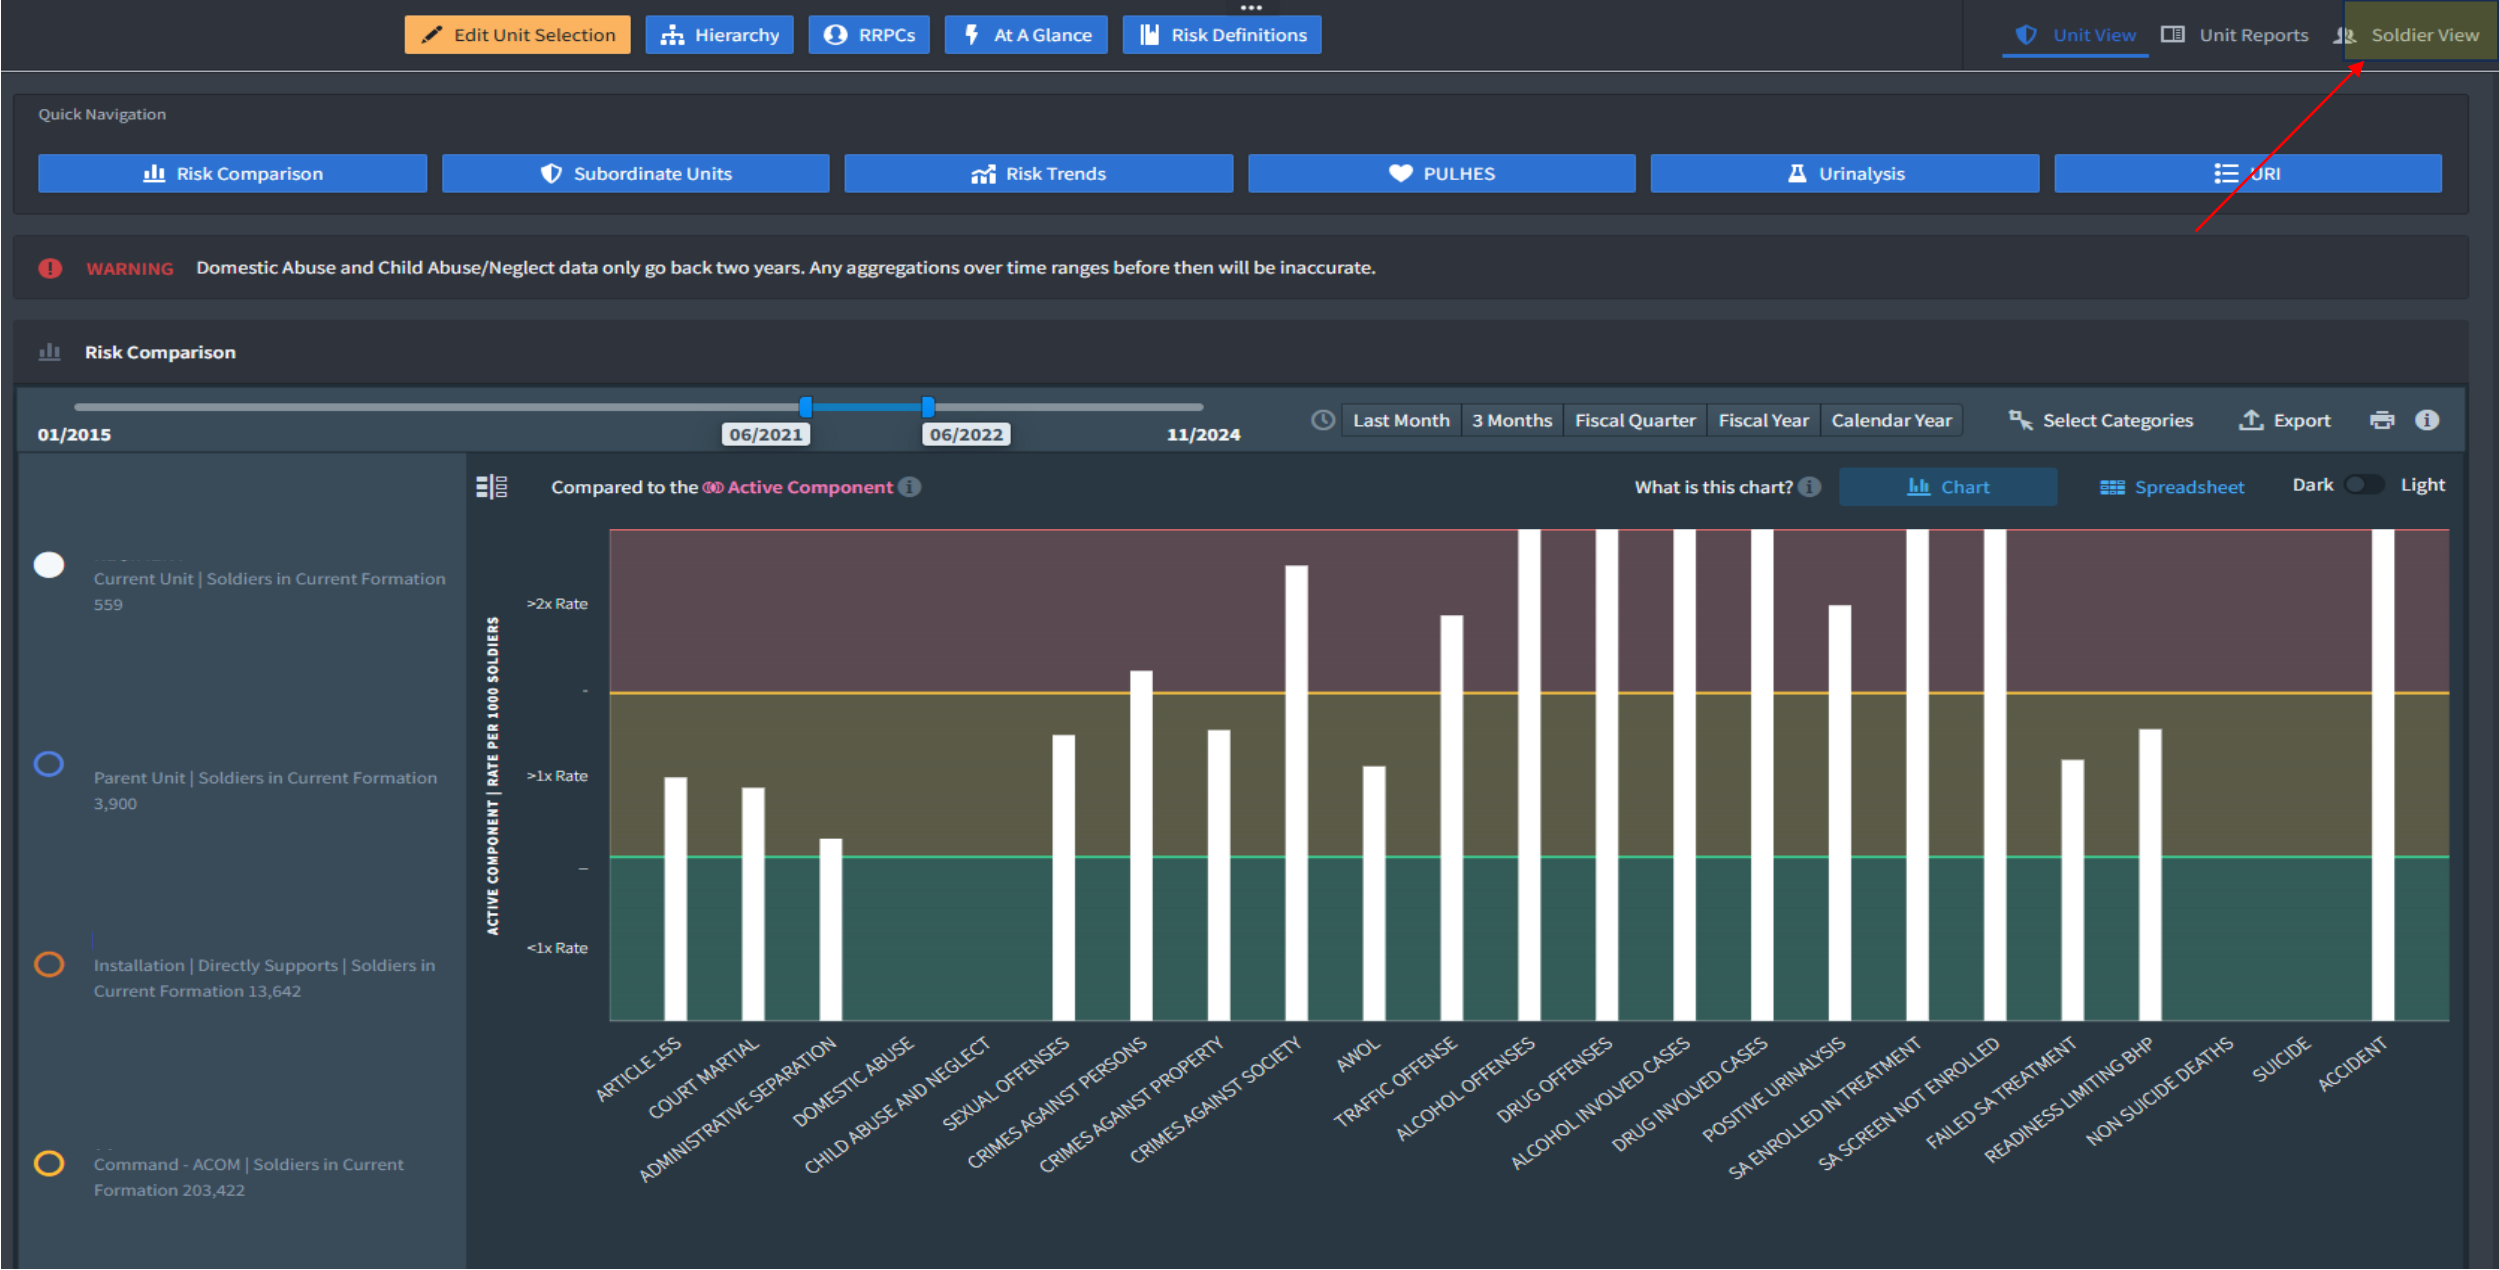 Edit Unit Selection
Hierarchy
RRPCs
At A Glance
Risk Definitions
Unit View
Unit Reports
Soldier View
Quick Navigation
Risk Comparison
Subordinate Units
Risk Trends
PULHES
Urinalysis
URI
WARNING Domestic Abuse and Child Abuse/Neglect data only go back two years. Any aggregations over time ranges before then will be inaccurate.
Risk Comparison
01/2015
06/2021
06/2022
11/2024
Last Month
3 Months
Fiscal Quarter
Fiscal Year
Calendar Year
Select Categories
Export
Compared to the Active Component
What is this chart?
Chart
Spreadsheet
Dark
Light
Current Unit | Soldiers in Current Formation
559
Parent Unit | Soldiers in Current Formation
3,900
Installation | Directly Supports | Soldiers in
Current Formation 13,642
Command - ACOM | Soldiers in Current
Formation 203,422
ACTIVE COMPONENT | RATE PER 1000 SOLDIERS
>2x Rate
-
>1x Rate
–
<1x Rate
ARTICLE 15S
COURT MARTIAL
ADMINISTRATIVE SEPARATION
DOMESTIC ABUSE
CHILD ABUSE AND NEGLECT
SEXUAL OFFENSES
CRIMES AGAINST PERSONS
CRIMES AGAINST PROPERTY
CRIMES AGAINST SOCIETY
AWOL
TRAFFIC OFFENSE
ALCOHOL OFFENSES
DRUG OFFENSES
ALCOHOL INVOLVED CASES
DRUG INVOLVED CASES
POSITIVE URINALYSIS
SA ENROLLED IN TREATMENT
SA SCREEN NOT ENROLLED
FAILED SA TREATMENT
READINESS LIMITING BHP
NON SUICIDE DEATHS
SUICIDE
ACCIDENT